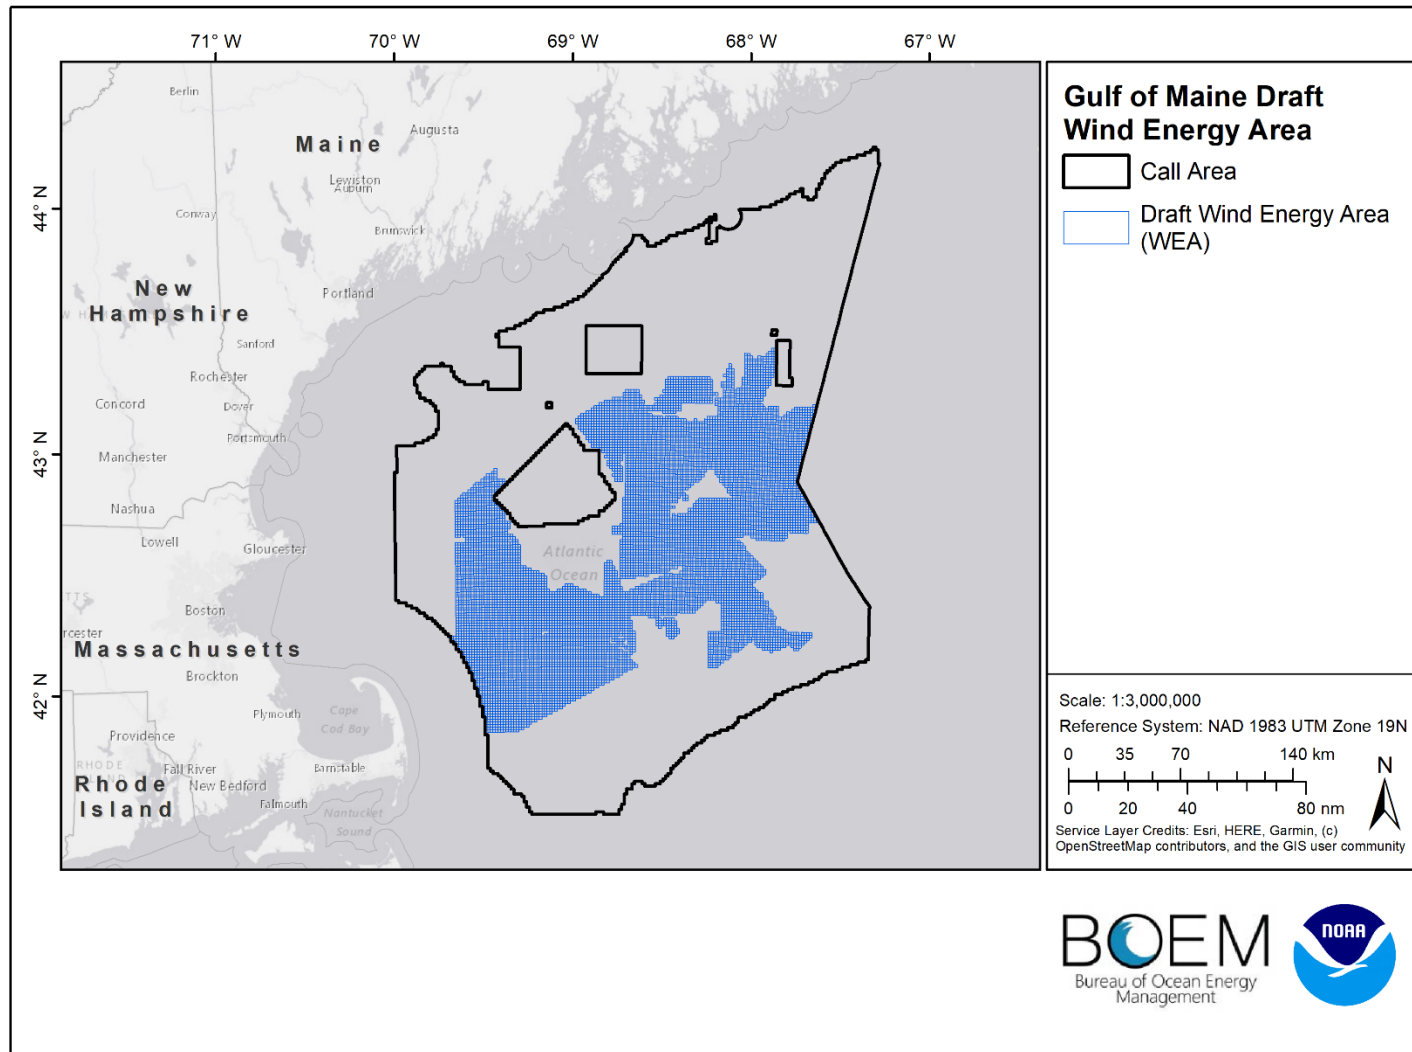 71° W 70° W 69° W 68° W 67° W
44° N
43° N
42° N
Berlin
Augusta
Maine
Lewiston
Auburn
Conway
Brunswick
New
Hampshire
Portland
Sanford
Rochester
Concord
Dover
Portsmouth
Manchester
Nashua
Lowell
Gloucester
Atlantic
Ocean
Boston
Massachusetts
Brockton
Plymouth
Cape
Cod Bay
Providence
Fall River
Barnstable
New Bedford
RHODE
Rhode
Island
Falmouth
Nantucket
Sound
Gulf of Maine Draft
Wind Energy Area
Call Area
Draft Wind Energy Area
(WEA)
Scale: 1:3,000,000
Reference System: NAD 1983 UTM Zone 19N
0 35 70 140 km
0 20 40 80 nm
N
Service Layer Credits: Esri, HERE, Garmin, (c)
OpenStreetMap contributors, and the GIS user community
BOEM
Bureau of Ocean Energy
Management
NOAA